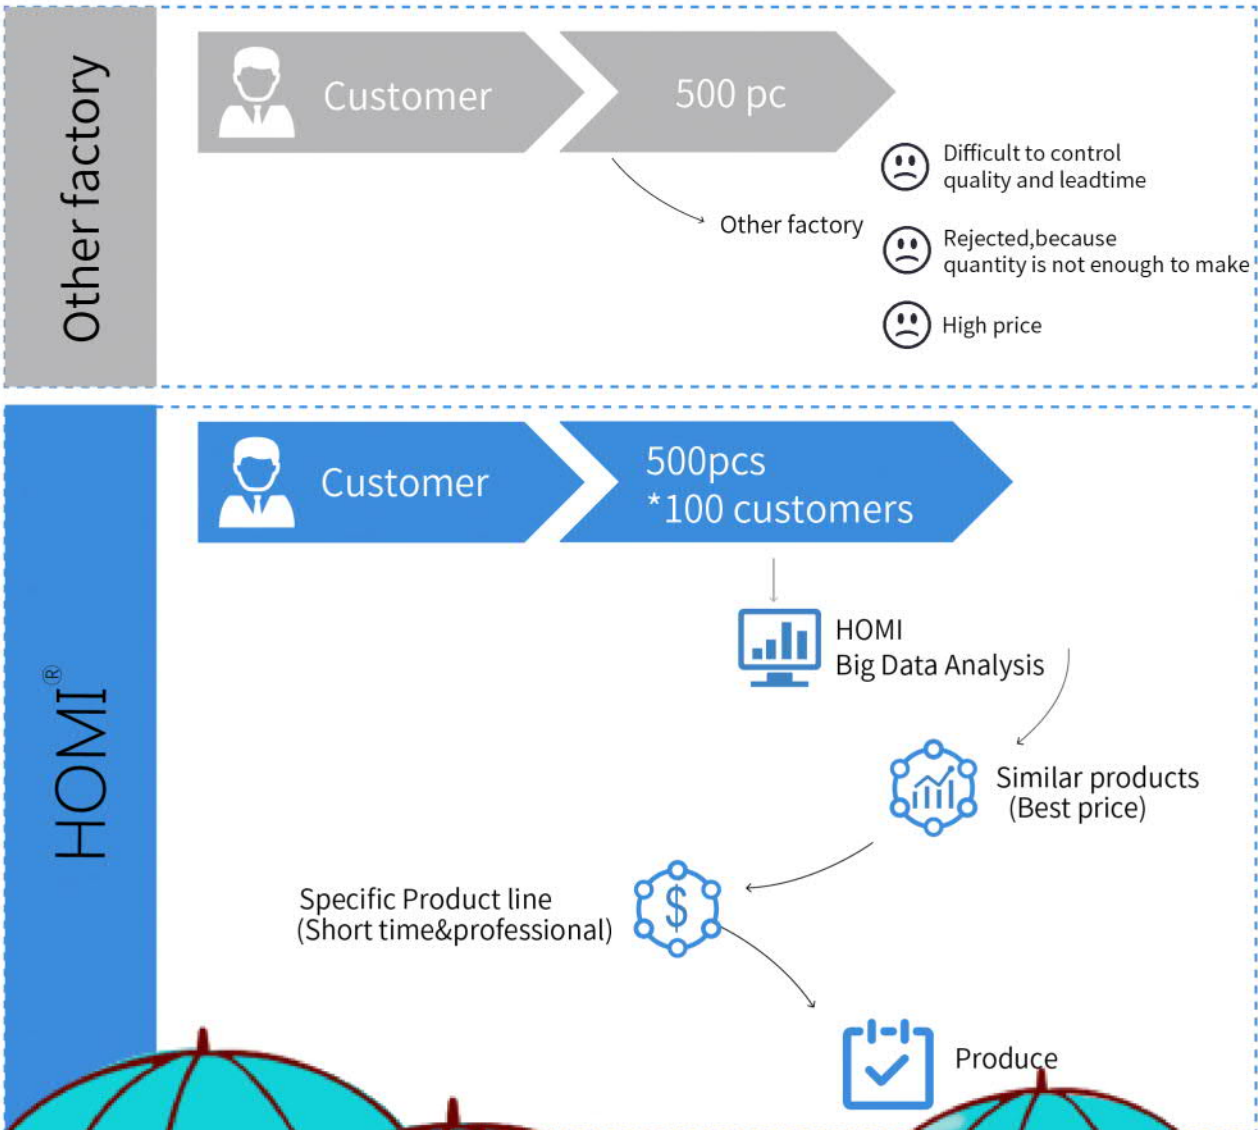 Other factory
Customer
500 pc
Difficult to control
quality and leadtime
Other factory
Rejected,because
quantity is not enough to make
High price
HOMI®
Customer
500pcs
*100 customers
HOMI
Big Data Analysis
Similar products
(Best price)
Specific Product line
(Short time&professional)
$
Produce